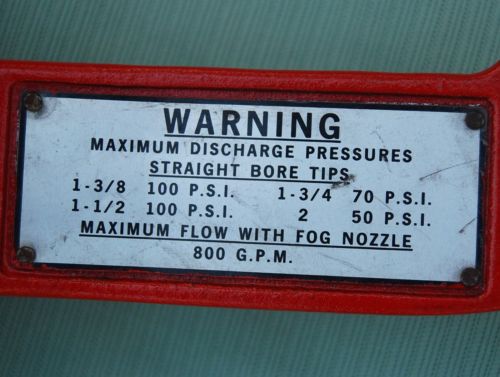 WARNING
MAXIMUM DISCHARGE PRESSURES
STRAIGHT BORE TIPS
1-3/8 100 P.S.I. 1-3/4 70 P.S.I.
1-1/2 100 P.S.I. 2 50 P.S.I.
MAXIMUM FLOW WITH FOG NOZZLE
800 G.P.M.